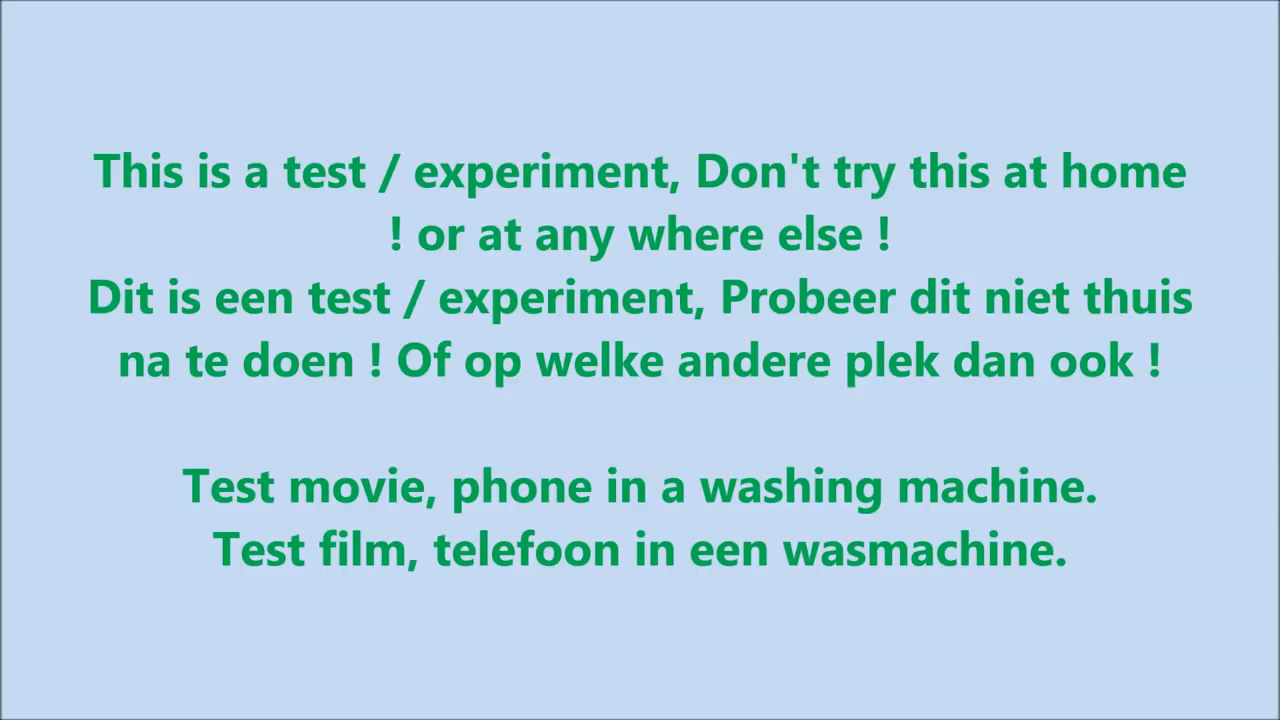 This is a test / experiment, Don't try this at home
! or at any where else !
Dit is een test / experiment, Probeer dit niet thuis
na te doen ! Of op welke andere plek dan ook !
Test movie, phone in a washing machine.
Test film, telefoon in een wasmachine.